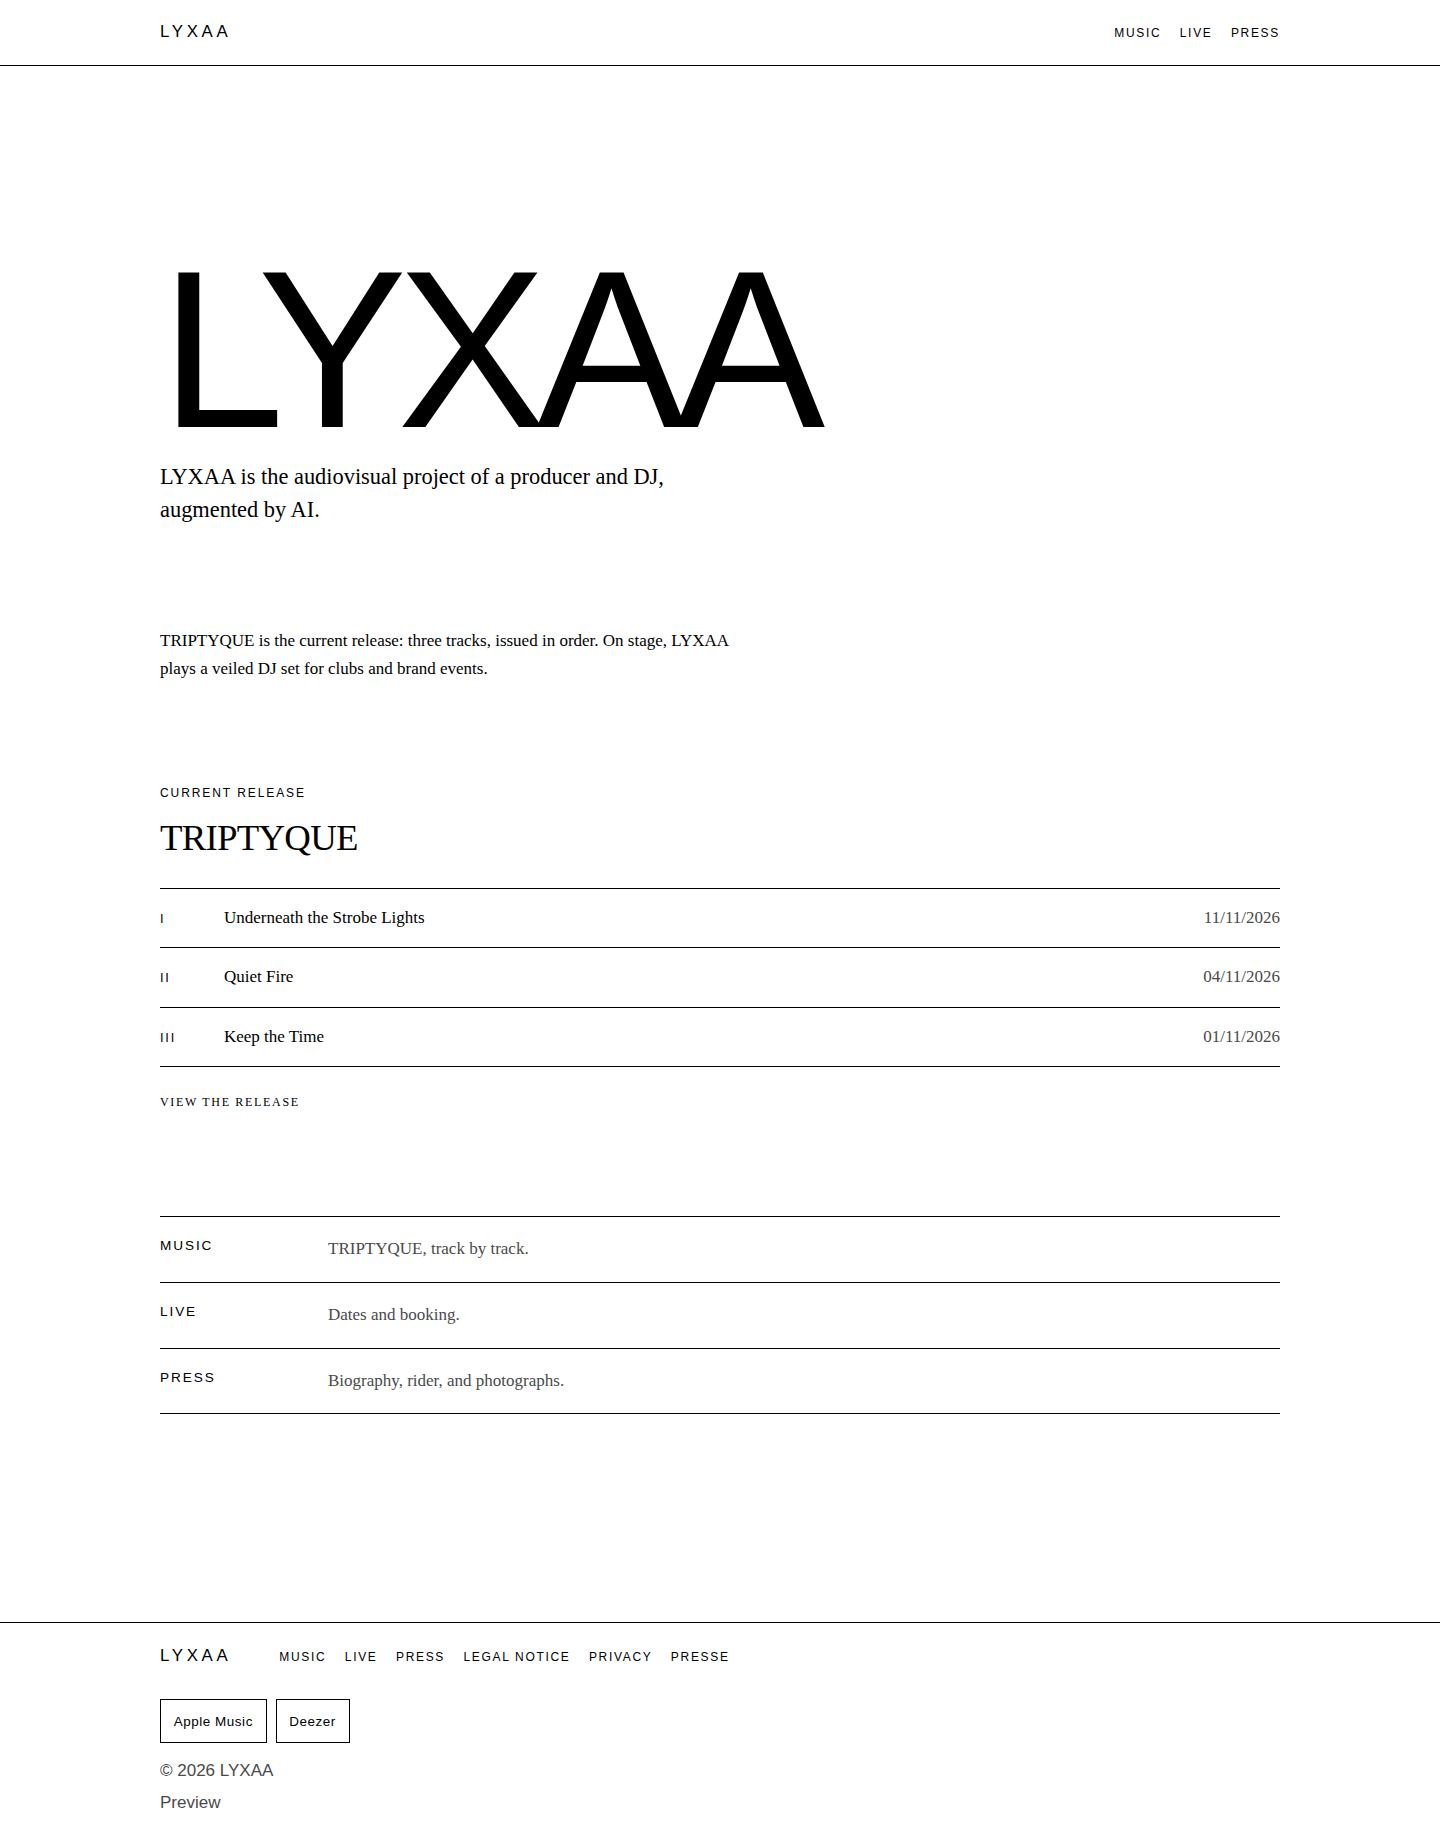 LYXAA
MUSIC LIVE PRESS
LYXAA
LYXAA is the audiovisual project of a producer and DJ,
augmented by AI.
TRIPTYQUE is the current release: three tracks, issued in order. On stage, LYXAA
plays a veiled DJ set for clubs and brand events.
CURRENT RELEASE
TRIPTYQUE
I Underneath the Strobe Lights 11/11/2026
II Quiet Fire 04/11/2026
III Keep the Time 01/11/2026
VIEW THE RELEASE
MUSIC TRIPTYQUE, track by track.
LIVE Dates and booking.
PRESS Biography, rider, and photographs.
LYXAA MUSIC LIVE PRESS LEGAL NOTICE PRIVACY PRESSE
Apple Music Deezer
© 2026 LYXAA
Preview